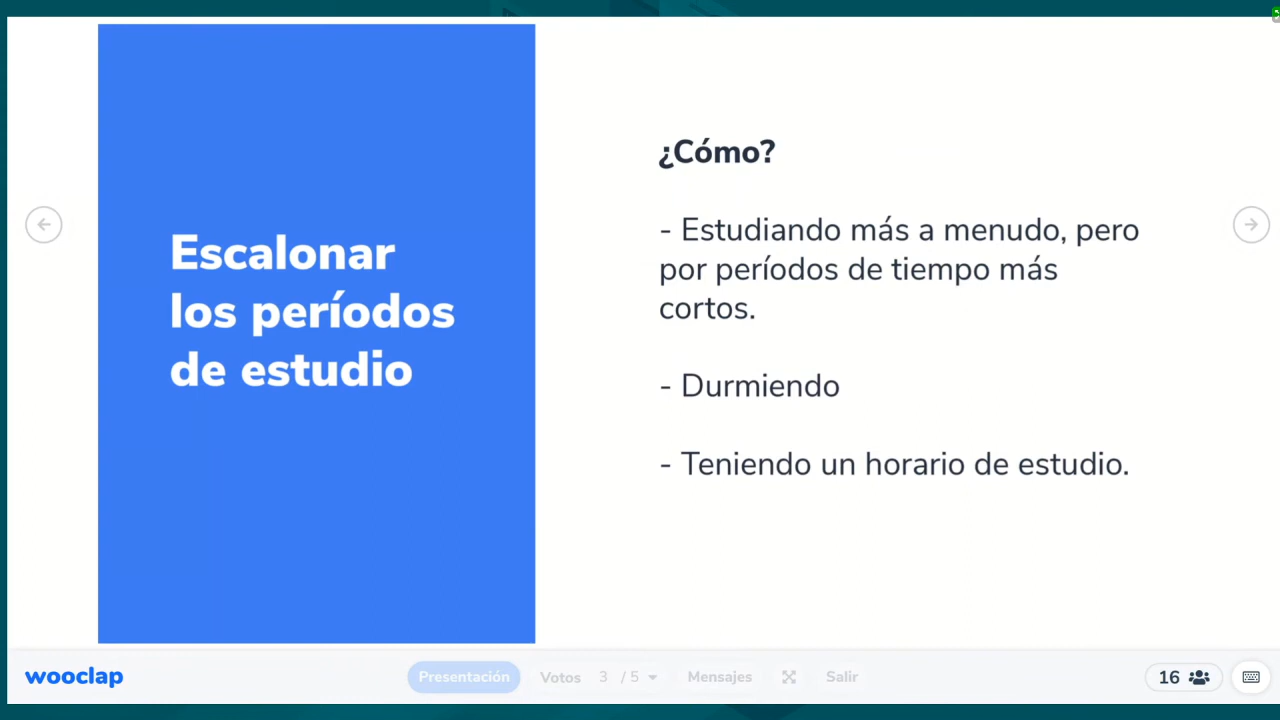 Escalonar
los períodos
de estudio
¿Cómo?
- Estudiando más a menudo, pero
por períodos de tiempo más
cortos.
- Durmiendo
- Teniendo un horario de estudio.
wooclap
Presentación
Votos 3 / 5
Mensajes
Salir
16